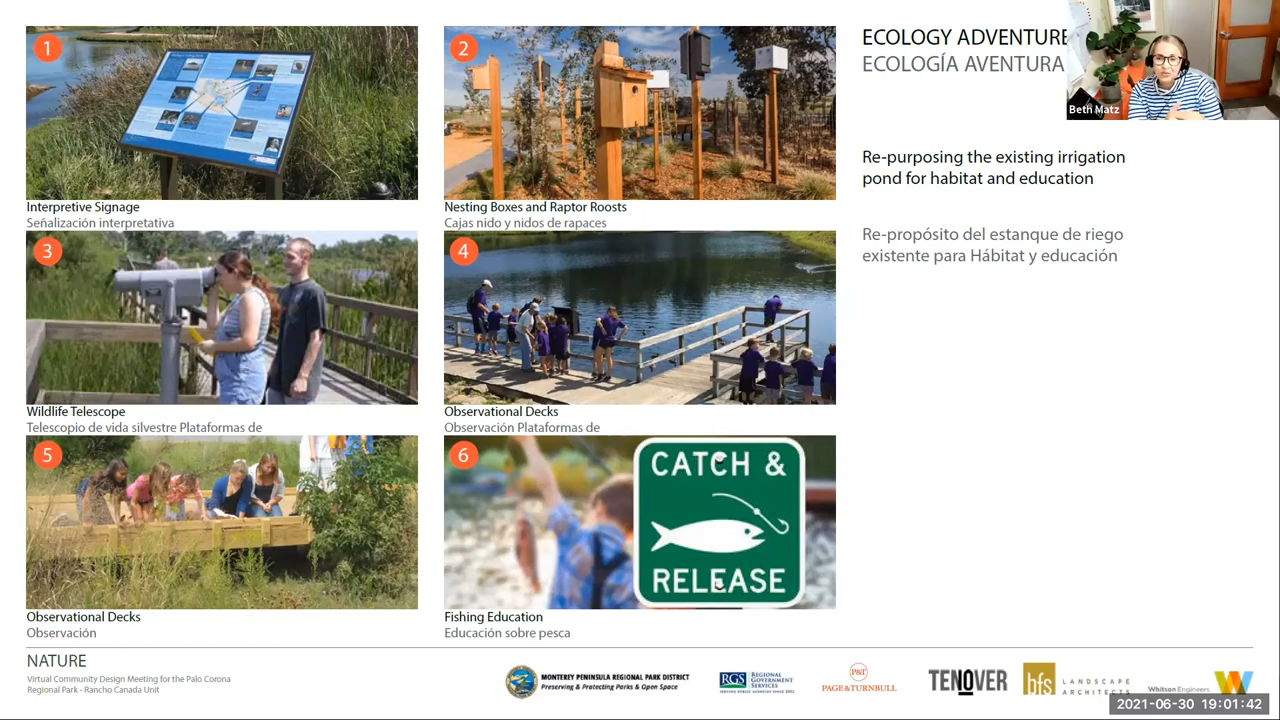 1
Interpretive Signage
Señalización interpretativa
2
Nesting Boxes and Raptor Roosts
Cajas nido y nidos de rapaces
3
Wildlife Telescope
Telescopio de vida silvestre Plataformas de
4
Observational Decks
Observación Plataformas de
5
Observational Decks
Observación
6
CATCH &
RELEASE
Fishing Education
Educación sobre pesca
ECOLOGY ADVENTURE
ECOLOGÍA AVENTURA
Beth Matz
Re-purposing the existing irrigation
pond for habitat and education
Re-propósito del estanque de riego
existente para Hábitat y educación
NATURE
Virtual Community Design Meeting for the Palo Corona
Regional Park - Rancho Canada Unit
MONTEREY PENINSULA REGIONAL PARK DISTRICT
Preserving & Protecting Parks & Open Space
RGS
REGIONAL
GOVERNMENT
SERVICES
P&T
PAGE&TURNBULL
TENOVER
bfs
LANDSCAPE
ARCHITECTS
Whitson Engineers
2021-06-30 19:01:42